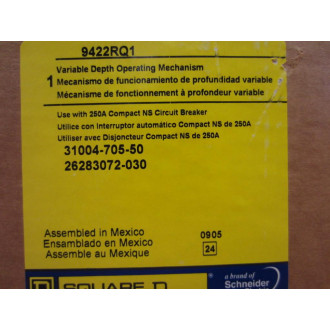 9422RQ1
Variable Depth Operating Mechanism
1 Mecanismo de funcionamiento de profundidad variable
Mécanisme de fonctionnement à profondeur variable
Use with 250A Compact NS Circuit Breaker
Utilice con interruptor automático Compact NS de 250A
Utiliser avec Disjoncteur Compact NS de 250A
31004-705-50
26283072-030
Assembled in Mexico
Ensamblado en Mexico
Assemble au Mexique
0905
24
SQUARE D
a brand of
Schneider